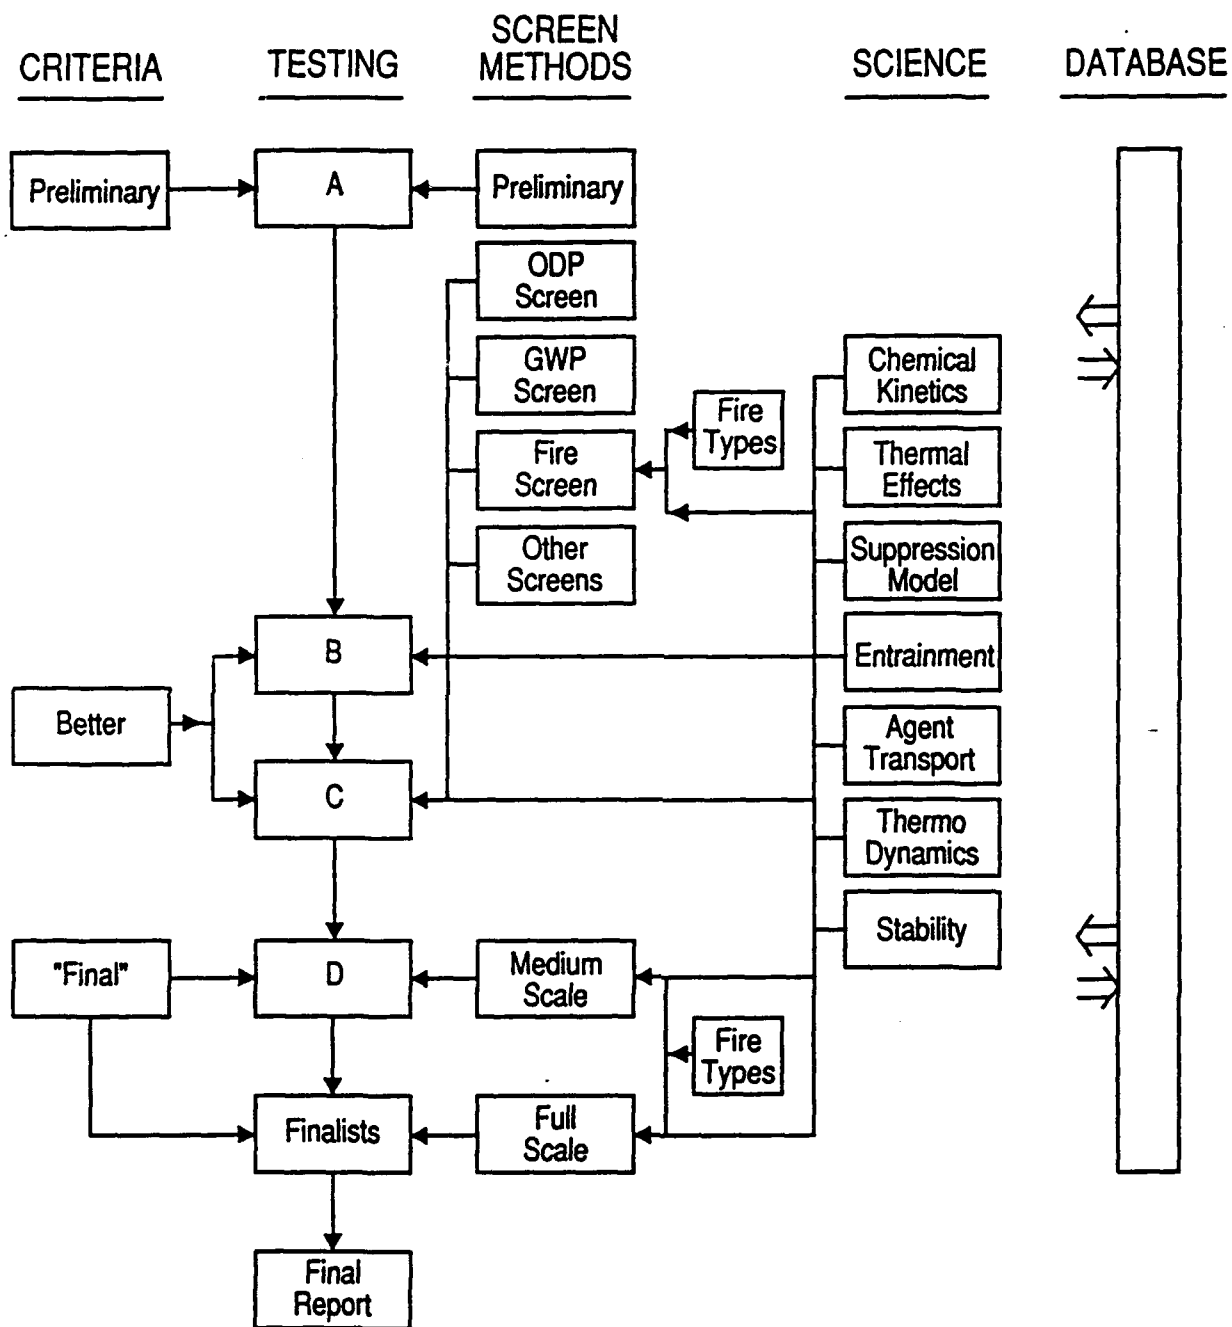 CRITERIA
TESTING
SCREEN
METHODS
SCIENCE
DATABASE
Preliminary
A
Preliminary
ODP
Screen
GWP
Screen
Fire
Types
Chemical
Kinetics
Fire
Screen
Thermal
Effects
Other
Screens
Suppression
Model
B
Entrainment
Better
Agent
Transport
C
Thermo
Dynamics
Stability
"Final"
D
Medium
Scale
Fire
Types
Finalists
Full
Scale
Final
Report